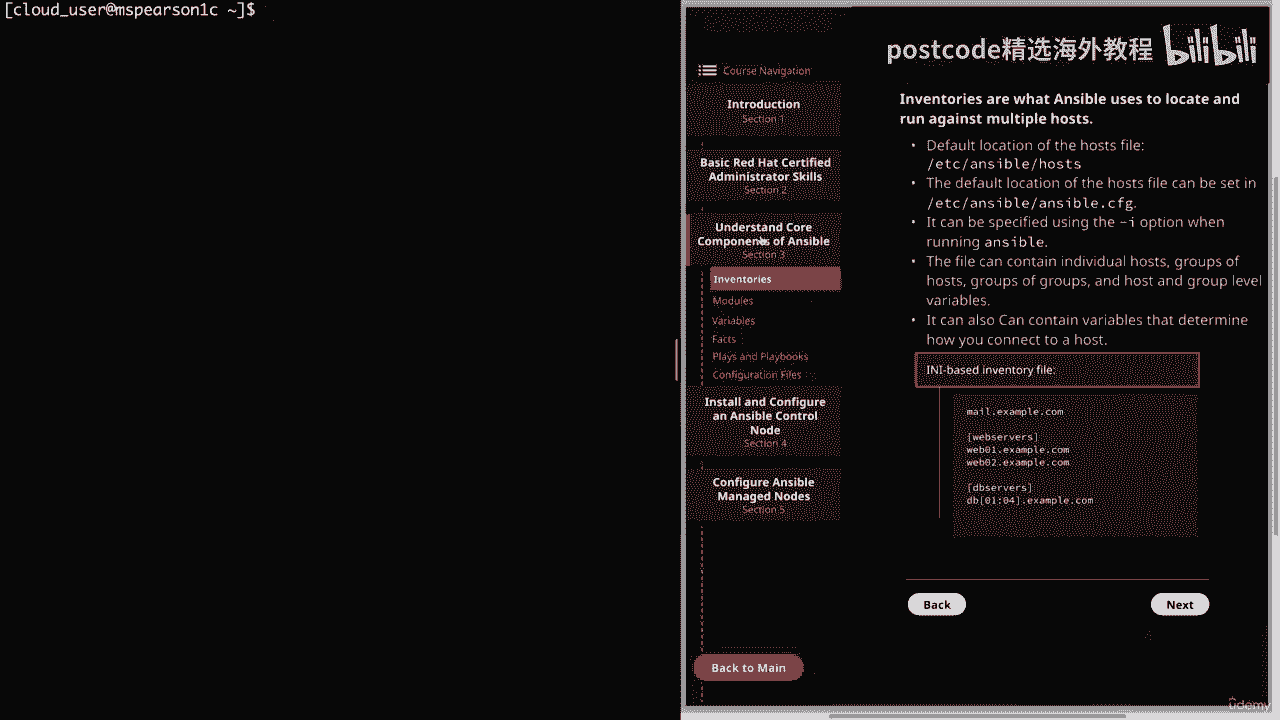 [cloud_user@mspearson1c ~]$
postcode精选海外教程 bilibili
Course Navigation
Introduction
Section 1
Basic Red Hat Certified
Administrator Skills
Section 2
Understand Core
Components of Ansible
Section 3
Inventories
Modules
Variables
Facts
Plays and Playbooks
Configuration Files
Install and Configure
an Ansible Control
Node
Section 4
Configure Ansible
Managed Nodes
Section 5
Back to Main
Inventories are what Ansible uses to locate and
run against multiple hosts.
• Default location of the hosts file:
/etc/ansible/hosts
• The default location of the hosts file can be set in
/etc/ansible/ansible.cfg.
• It can be specified using the -i option when
running ansible.
• The file can contain individual hosts, groups of
hosts, groups of groups, and host and group level
variables.
• It can also Can contain variables that determine
how you connect to a host.
INI-based inventory file:
mail.example.com
[webservers]
web01.example.com
web02.example.com
[dbservers]
db[01:04].example.com
Back
Next
udemy